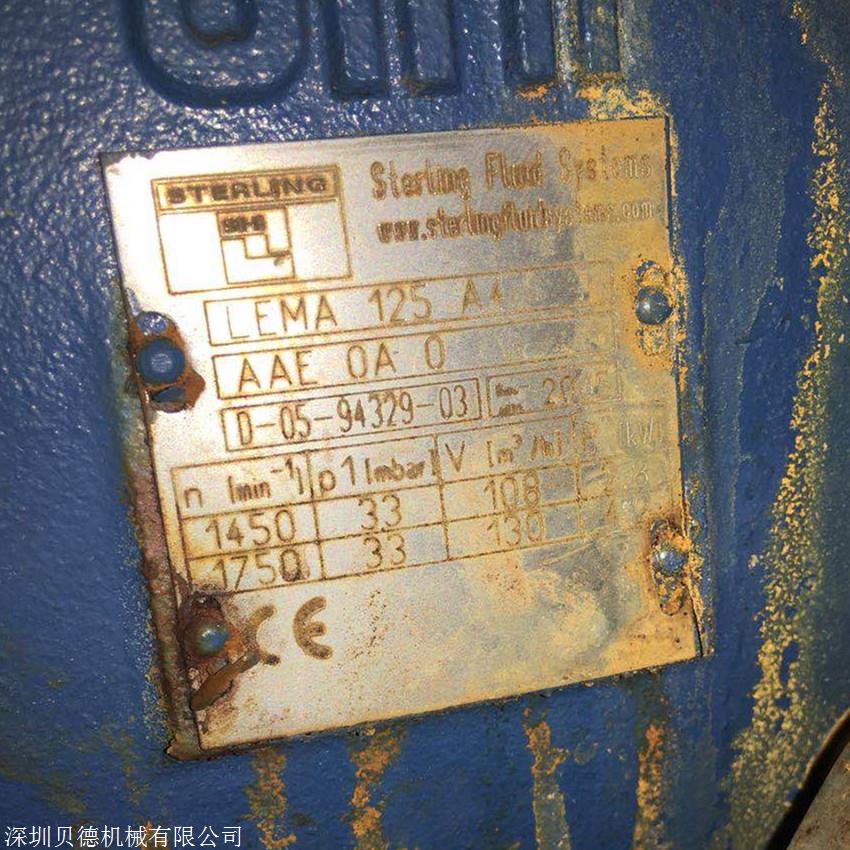 STERLING
SIHI
Sterling Fluid Systems
www.sterlingfluidsystems.com
LEMA 125 A4
AAE 0A 0
D-05-94329-03
n [min-1] p1 [mbar] V [m³/h] [kW]
1450 33 108
1750 33 130
CE
深圳贝德机械有限公司